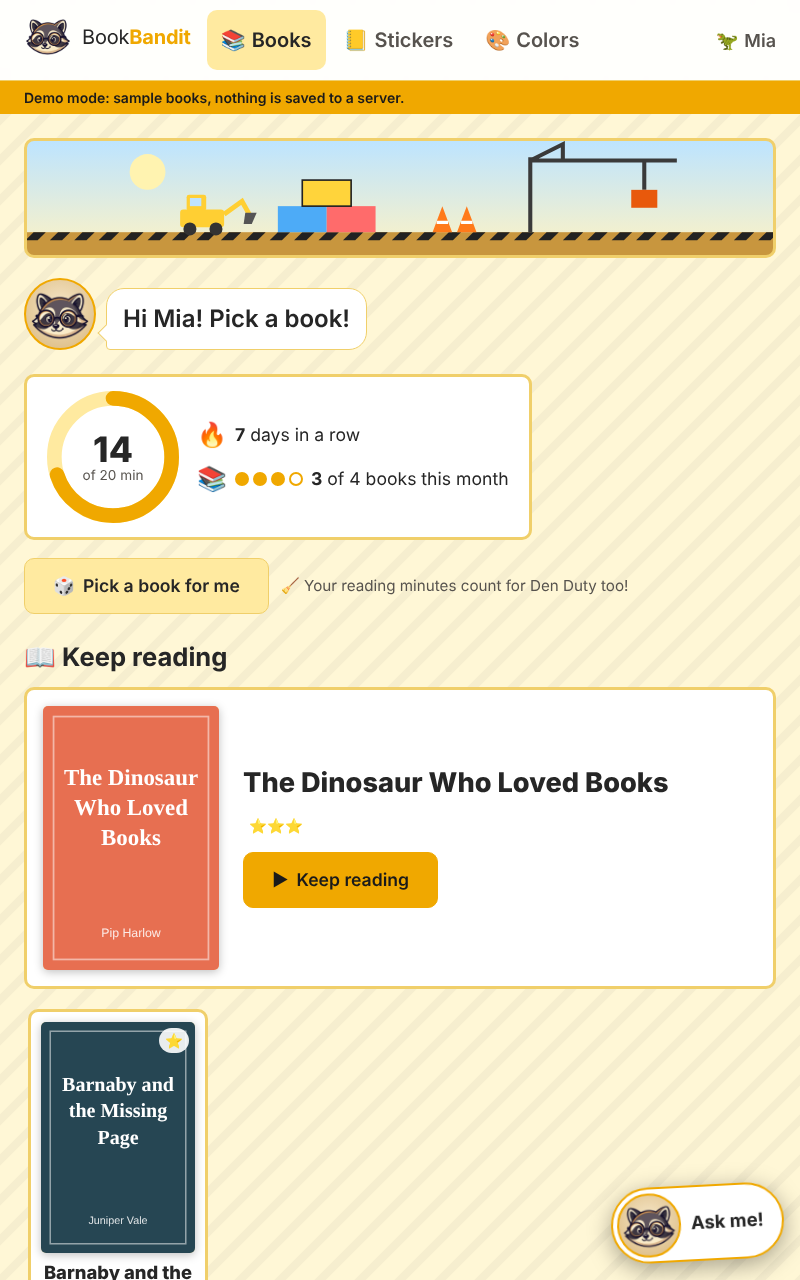 BookBandit
📚 Books
📒 Stickers
🎨 Colors
🦖 Mia
Demo mode: sample books, nothing is saved to a server.
Hi Mia! Pick a book!
14
of 20 min
🔥 7 days in a row
📚 3 of 4 books this month
🎲 Pick a book for me
🧹 Your reading minutes count for Den Duty too!
📖 Keep reading
The Dinosaur
Who Loved
Books
Pip Harlow
The Dinosaur Who Loved Books
⭐⭐⭐
▶ Keep reading
⭐
Barnaby and
the Missing
Page
Juniper Vale
Barnaby and the
Ask me!